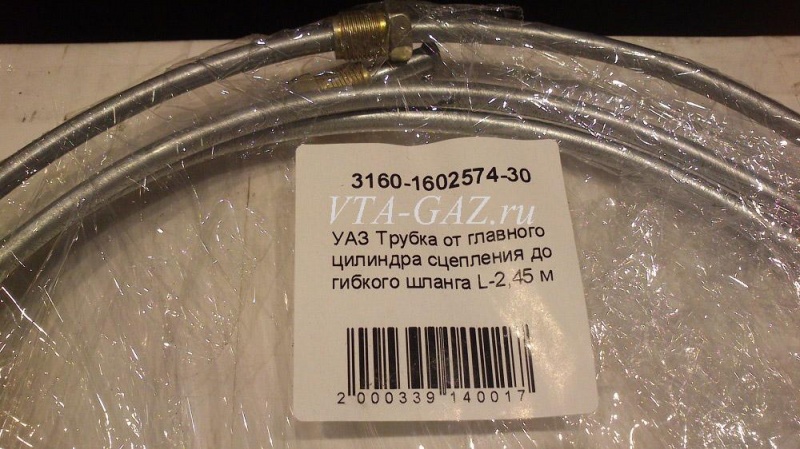 3160-1602574-30
VTA-GAZ.ru
УАЗ Трубка от главного
цилиндра сцепления до
гибкого шланга L-2,45 м
2 000339 140017